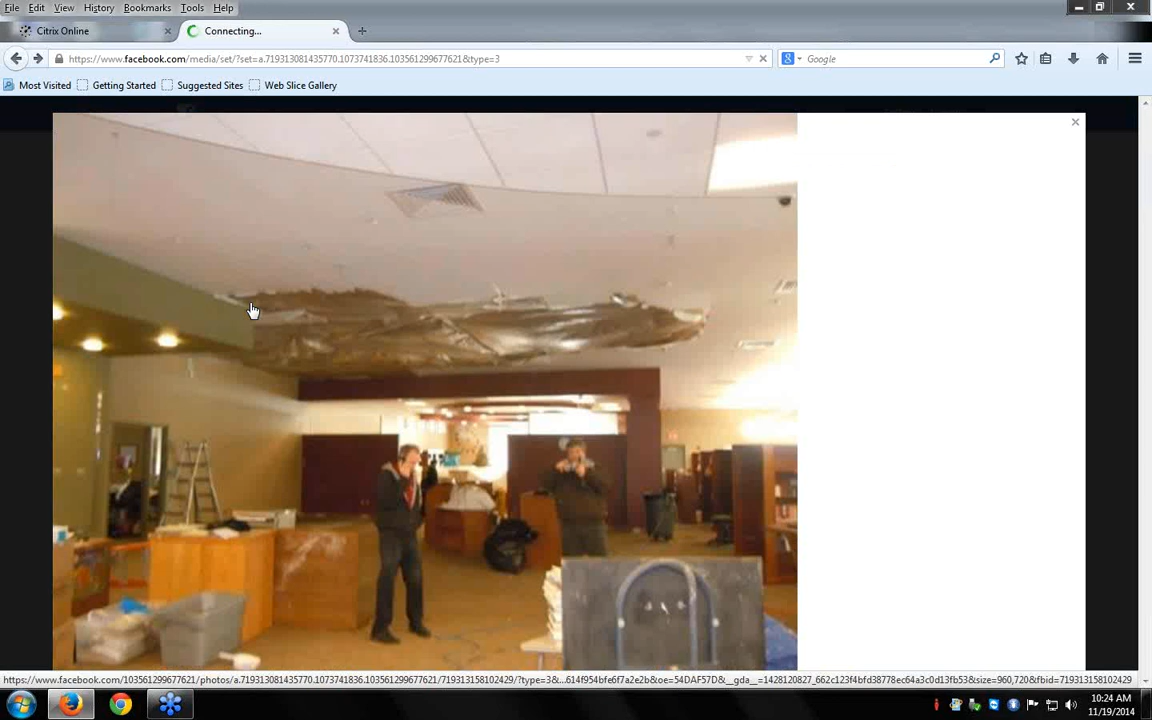 File Edit View History Bookmarks Tools Help
Citrix Online × Connecting... × +
https://www.facebook.com/media/set/?set=a.719313081435770.1073741836.103561299677621&type=3 Google
Most Visited Getting Started Suggested Sites Web Slice Gallery
https://www.facebook.com/103561299677621/photos/a.719313081435770.1073741836.103561299677621/719313158102429/?type=3&...614f954bfe6f7a2e2b&oe=54DAF57D&__gda__=1428120827_662c123f4bfd38778ec64a3c0d13fb53&size=960,720&fbid=719313158102429
10:24 AM
11/19/2014